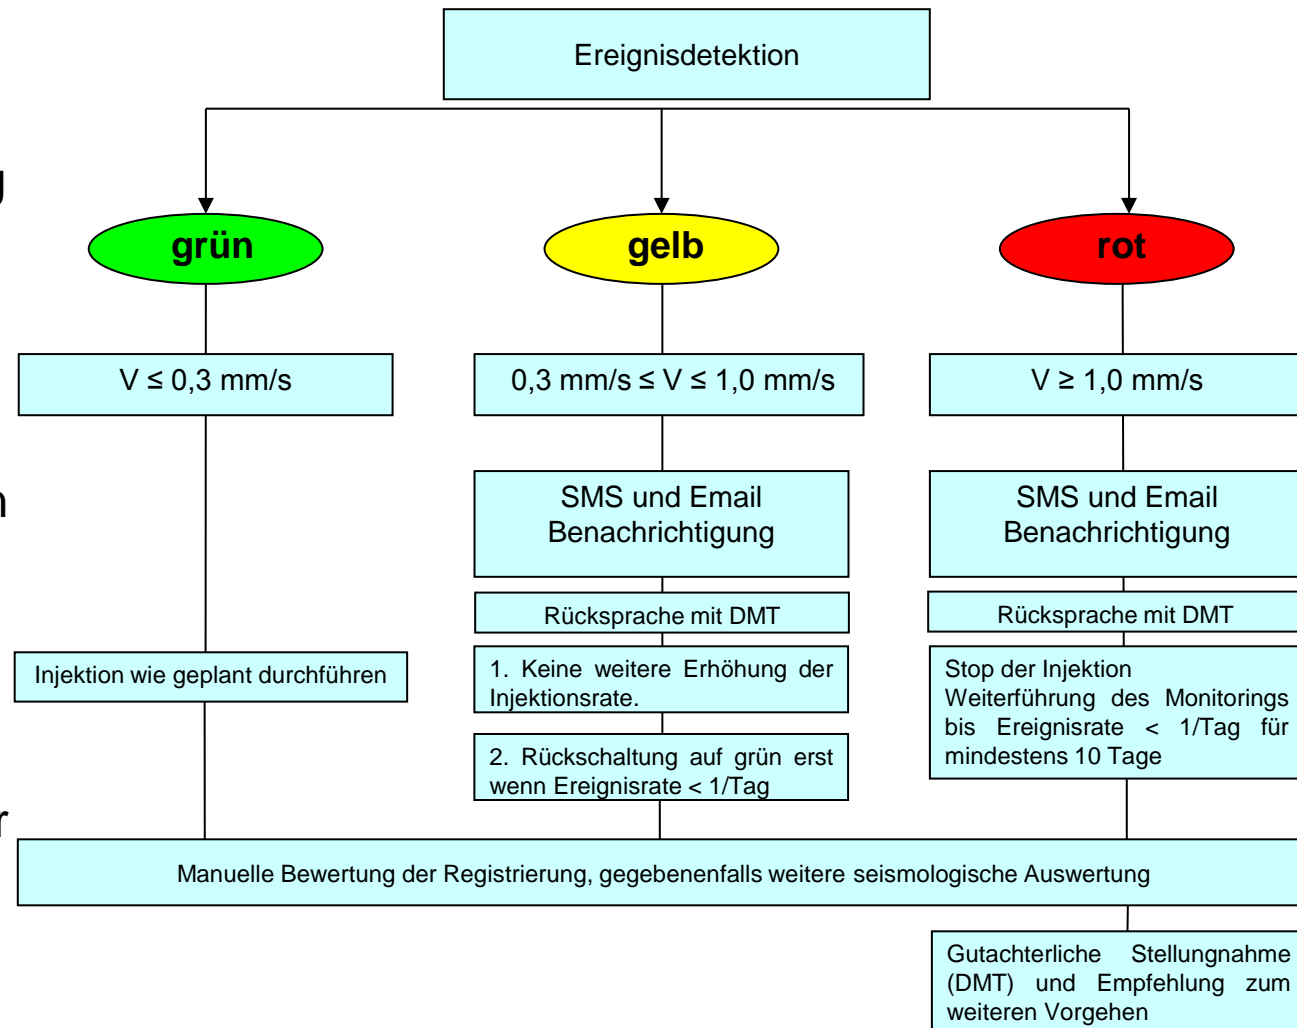 Ereignisdetektion
g
grün
gelb
rot
V ≤ 0,3 mm/s
0,3 mm/s ≤ V ≤ 1,0 mm/s
V ≥ 1,0 mm/s
n
SMS und Email
Benachrichtigung
SMS und Email
Benachrichtigung
Rücksprache mit DMT
Rücksprache mit DMT
Injektion wie geplant durchführen
1. Keine weitere Erhöhung der
Injektionsrate.
2. Rückschaltung auf grün erst
wenn Ereignisrate < 1/Tag
Stop der Injektion
Weiterführung des Monitorings
bis Ereignisrate < 1/Tag für
mindestens 10 Tage
r
Manuelle Bewertung der Registrierung, gegebenenfalls weitere seismologische Auswertung
Gutachterliche Stellungnahme
(DMT) und Empfehlung zum
weiteren Vorgehen